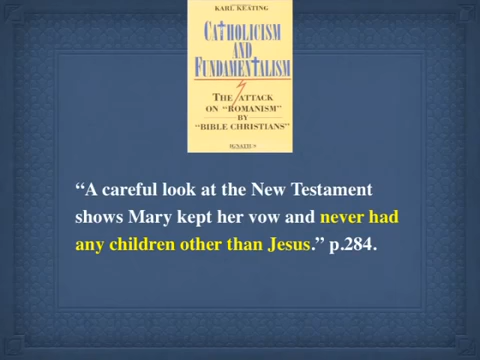 KARL KEATING
CATHOLICISM
AND
FUNDAMENTALISM
THE ATTACK
ON "ROMANISM"
BY
"BIBLE CHRISTIANS"
IGNATIUS
“A careful look at the New Testament
shows Mary kept her vow and never had
any children other than Jesus.” p.284.